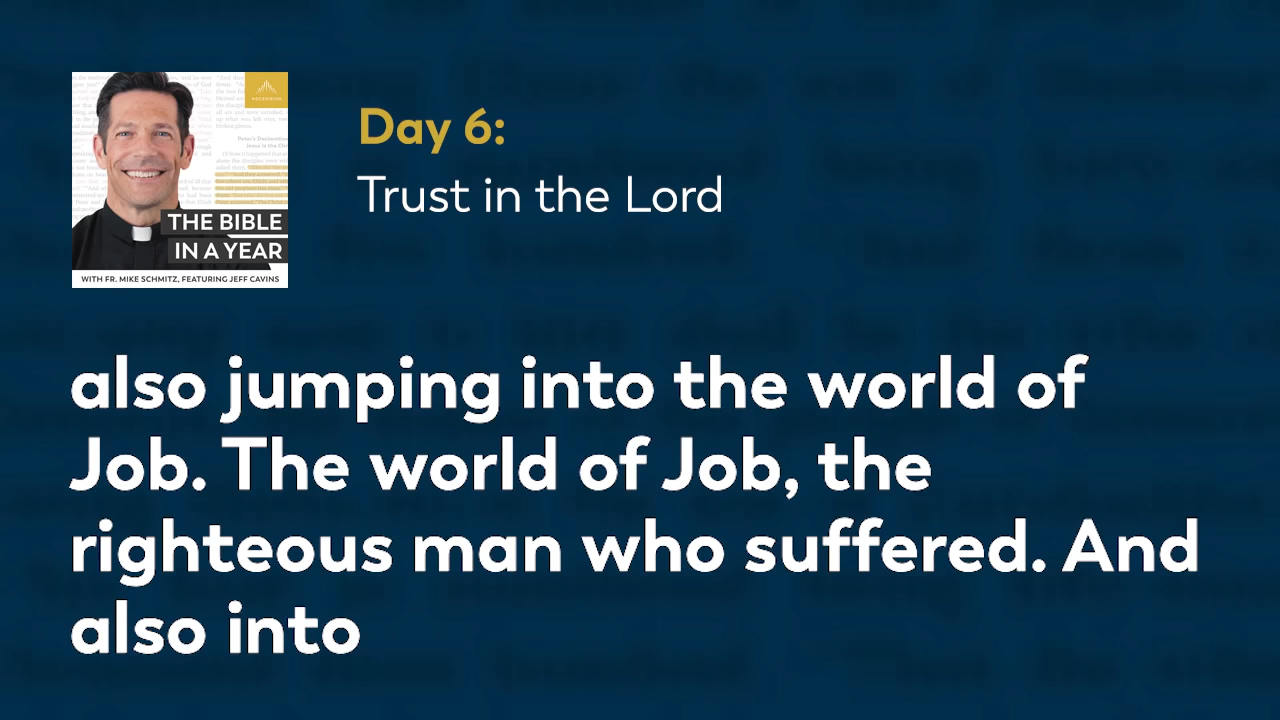 ASCENSION
THE BIBLE
IN A YEAR
WITH FR. MIKE SCHMITZ, FEATURING JEFF CAVINS
Day 6:
Trust in the Lord
also jumping into the world of
Job. The world of Job, the
righteous man who suffered. And
also into